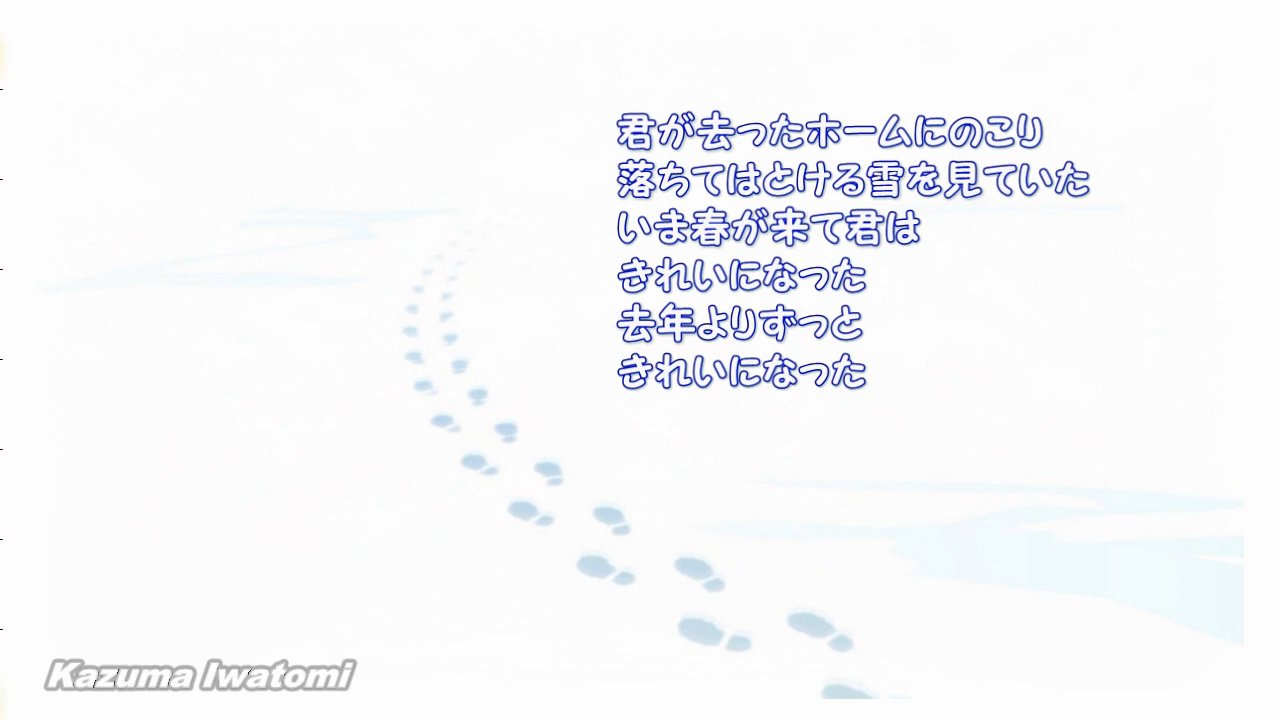 君が去ったホームにのこり
落ちてはとける雪を見ていた
いま春が来て君は
きれいになった
去年よりずっと
きれいになった
Kazuma Iwatomi